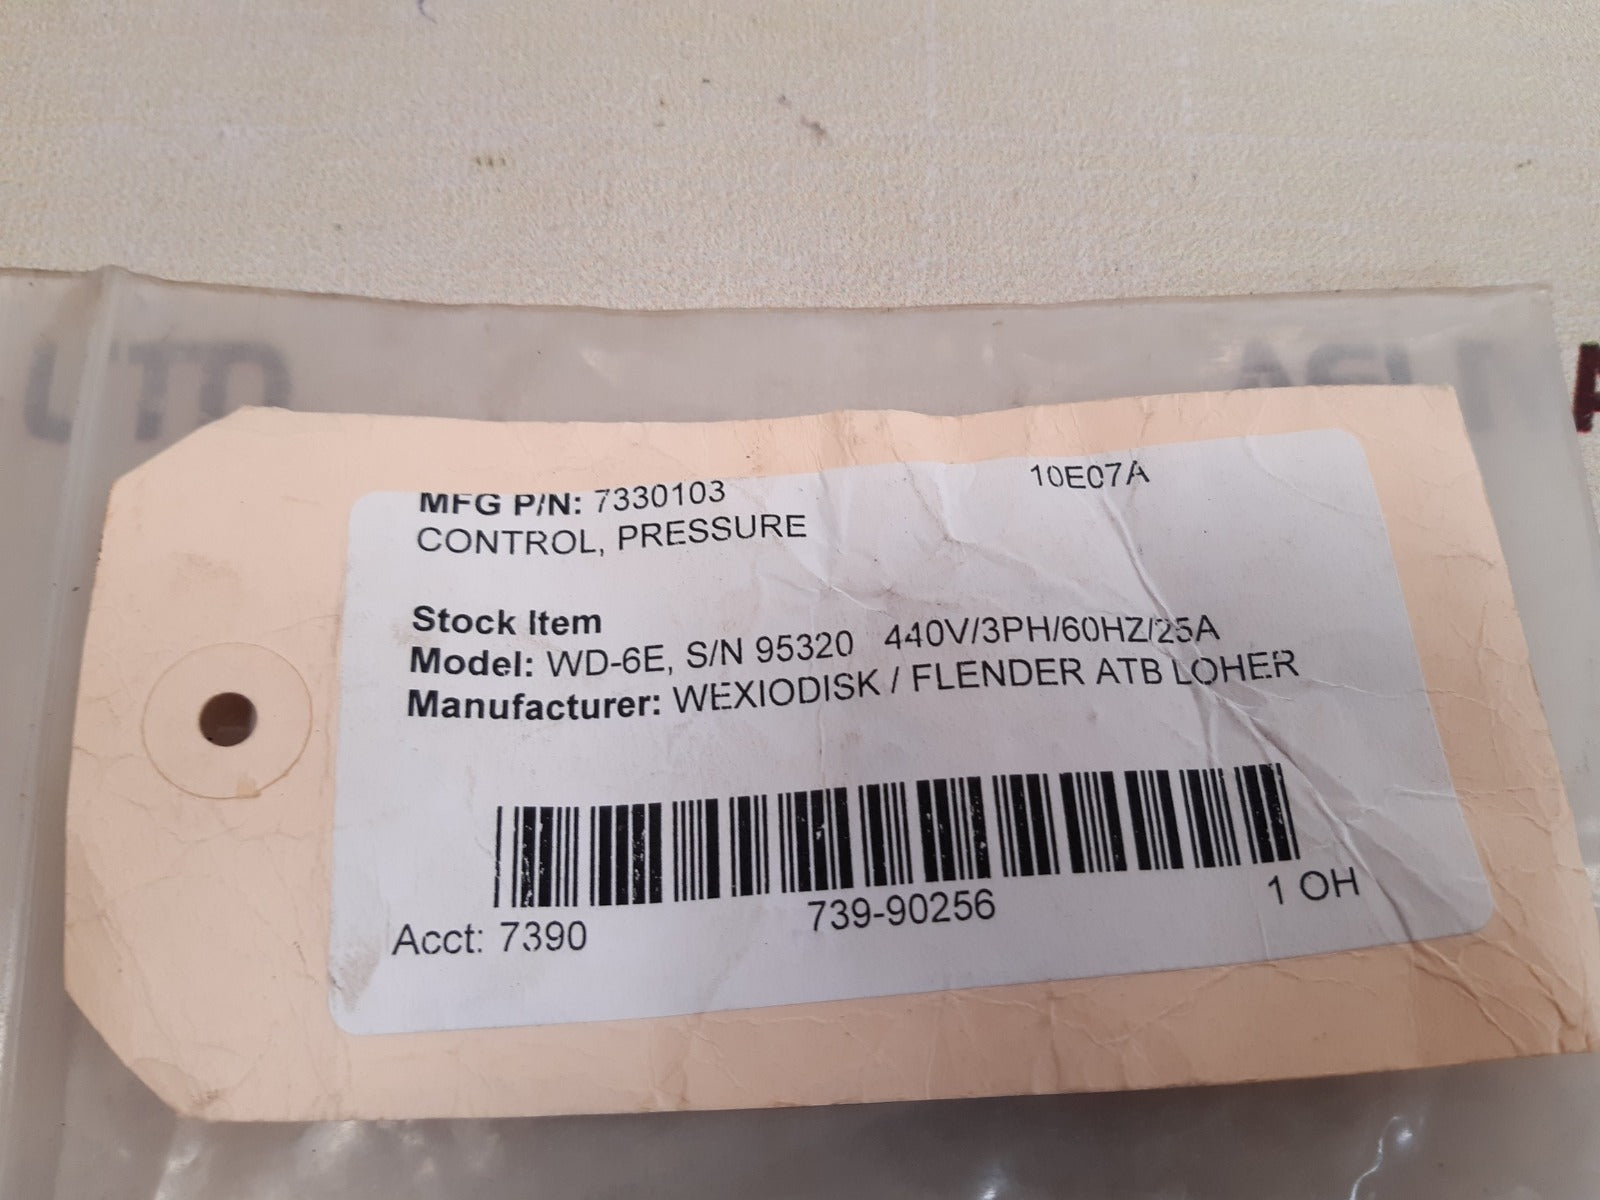 MFG P/N: 7330103 10E07A
CONTROL, PRESSURE
Stock Item
Model: WD-6E, S/N 95320 440V/3PH/60HZ/25A
Manufacturer: WEXIODISK / FLENDER ATB LOHER
Acct: 7390 739-90256 1 OH